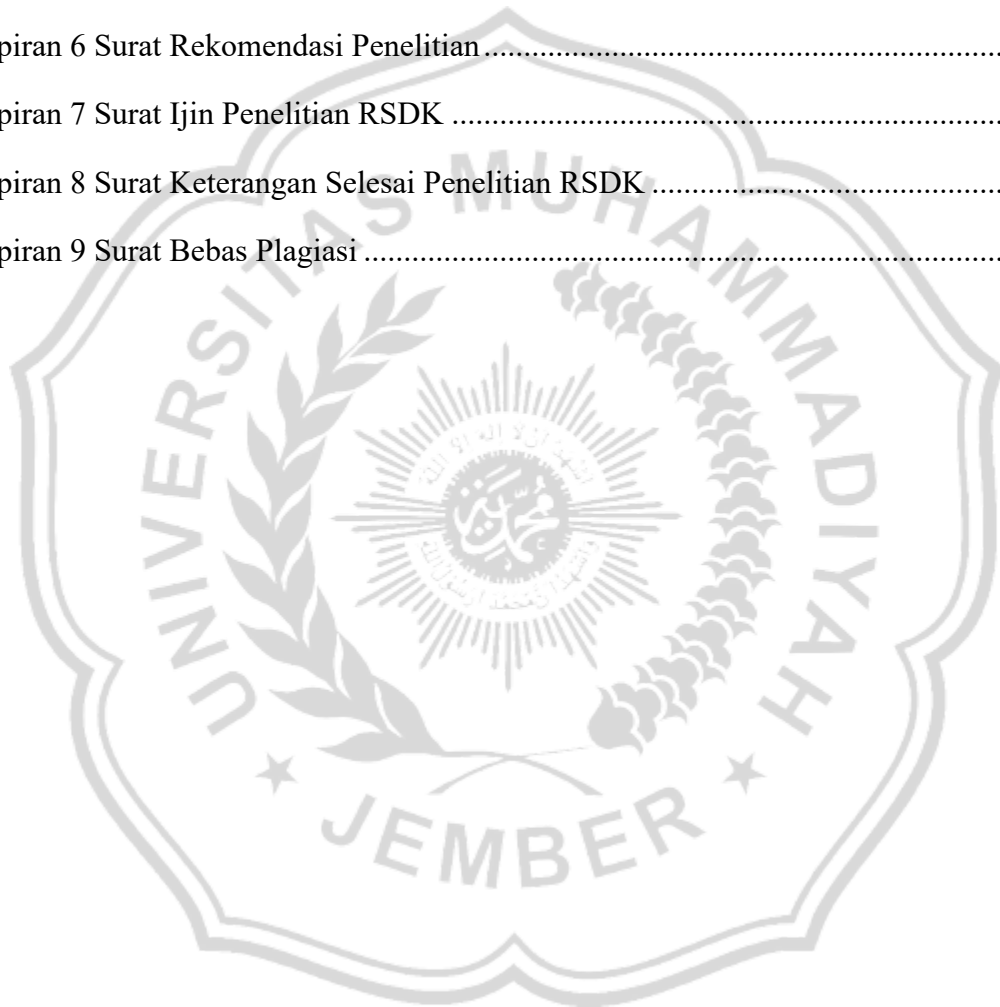 piran 6 Surat Rekomendasi Penelitian
piran 7 Surat Ijin Penelitian RSDK
piran 8 Surat Keterangan Selesai Penelitian RSDK
piran 9 Surat Bebas Plagiasi
UNIVERSITAS MUHAMMADIYAH
★ JEMBER ★